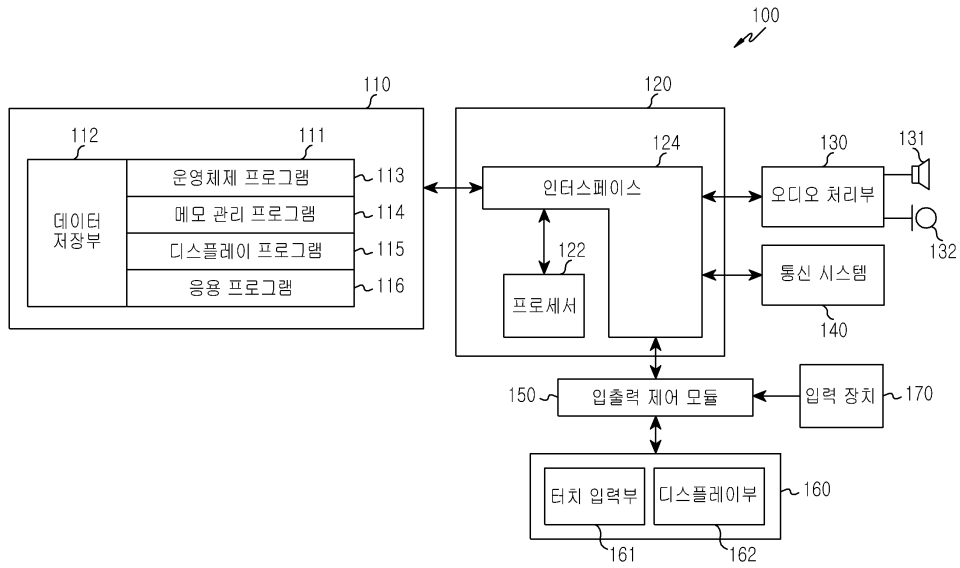 100
110
120
112
111
124
130
131
운영체제 프로그램
113
인터스페이스
오디오 처리부
데이터
저장부
메모 관리 프로그램
114
디스플레이 프로그램
115
122
132
응용 프로그램
116
프로세서
통신 시스템
140
150
입출력 제어 모듈
입력 장치
170
터치 입력부
디스플레이부
160
161
162